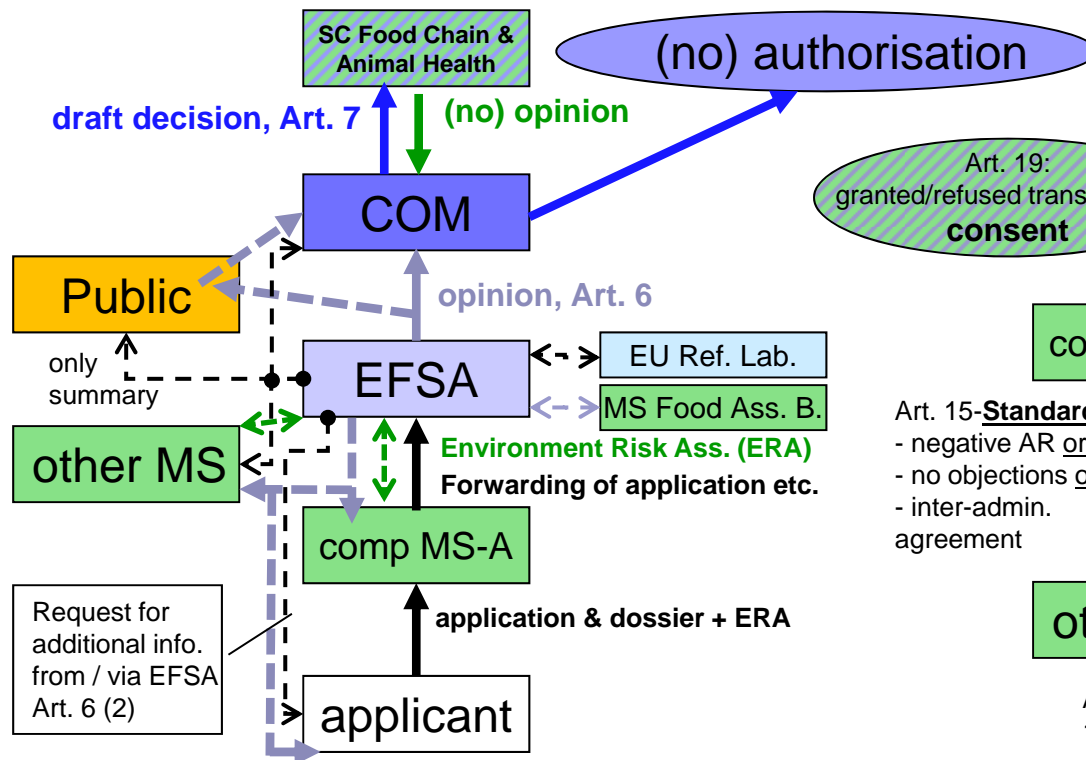 SC Food Chain &
Animal Health
(no) authorisation
draft decision, Art. 7
(no) opinion
Art. 19:
granted/refused trans
consent
COM
Public
opinion, Art. 6
only
summary
EFSA
EU Ref. Lab.
MS Food Ass. B.
co
other MS
Environment Risk Ass. (ERA)
Forwarding of application etc.
Art. 15-Standard
- negative AR or
- no objections o
- inter-admin.
agreement
comp MS-A
Request for
additional info.
from / via EFSA
Art. 6 (2)
application & dossier + ERA
ot
applicant